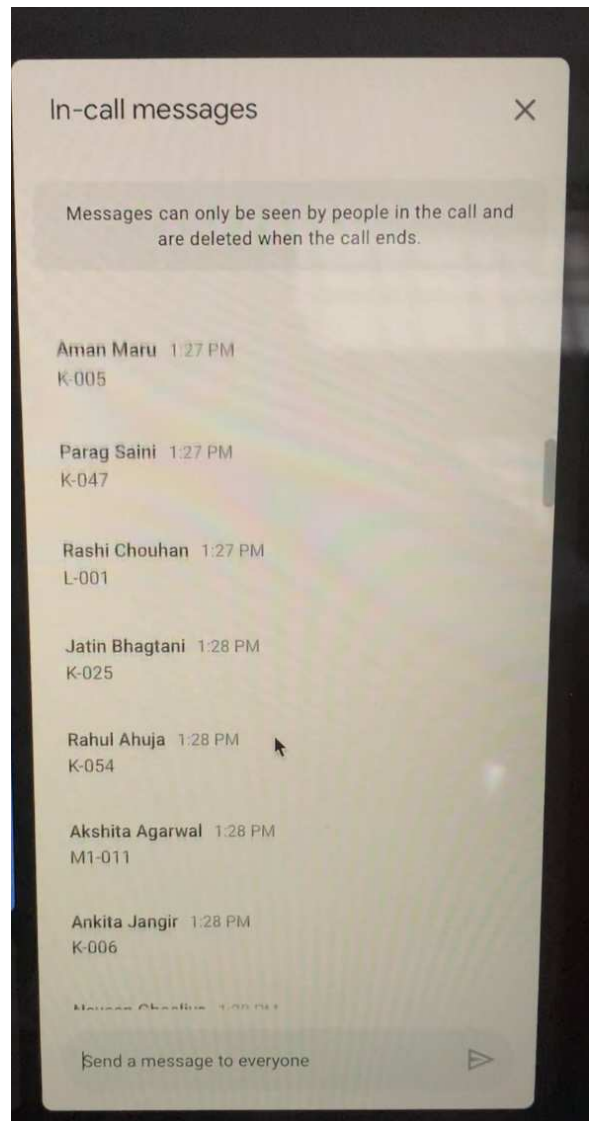 In-call messages
Messages can only be seen by people in the call and
are deleted when the call ends.
Aman Maru 1:27 PM
K-005
Parag Saini 1:27 PM
K-047
Rashi Chouhan 1:27 PM
L-001
Jatin Bhagtani 1:28 PM
K-025
Rahul Ahuja 1:28 PM
K-054
Akshita Agarwal 1:28 PM
M1-011
Ankita Jangir 1:28 PM
K-006
Send a message to everyone